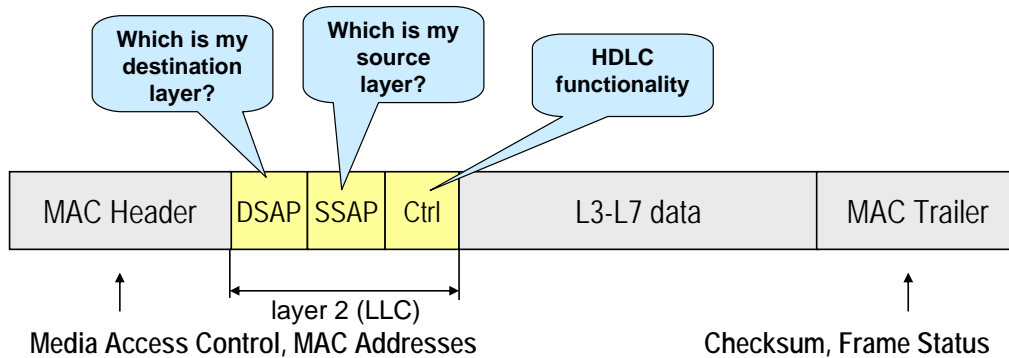 Which is my
destination
layer?
Which is my
source
layer?
HDLC
functionality
MAC Header
DSAP
SSAP
Ctrl
L3-L7 data
MAC Trailer
layer 2 (LLC)
Media Access Control, MAC Addresses
Checksum, Frame Status